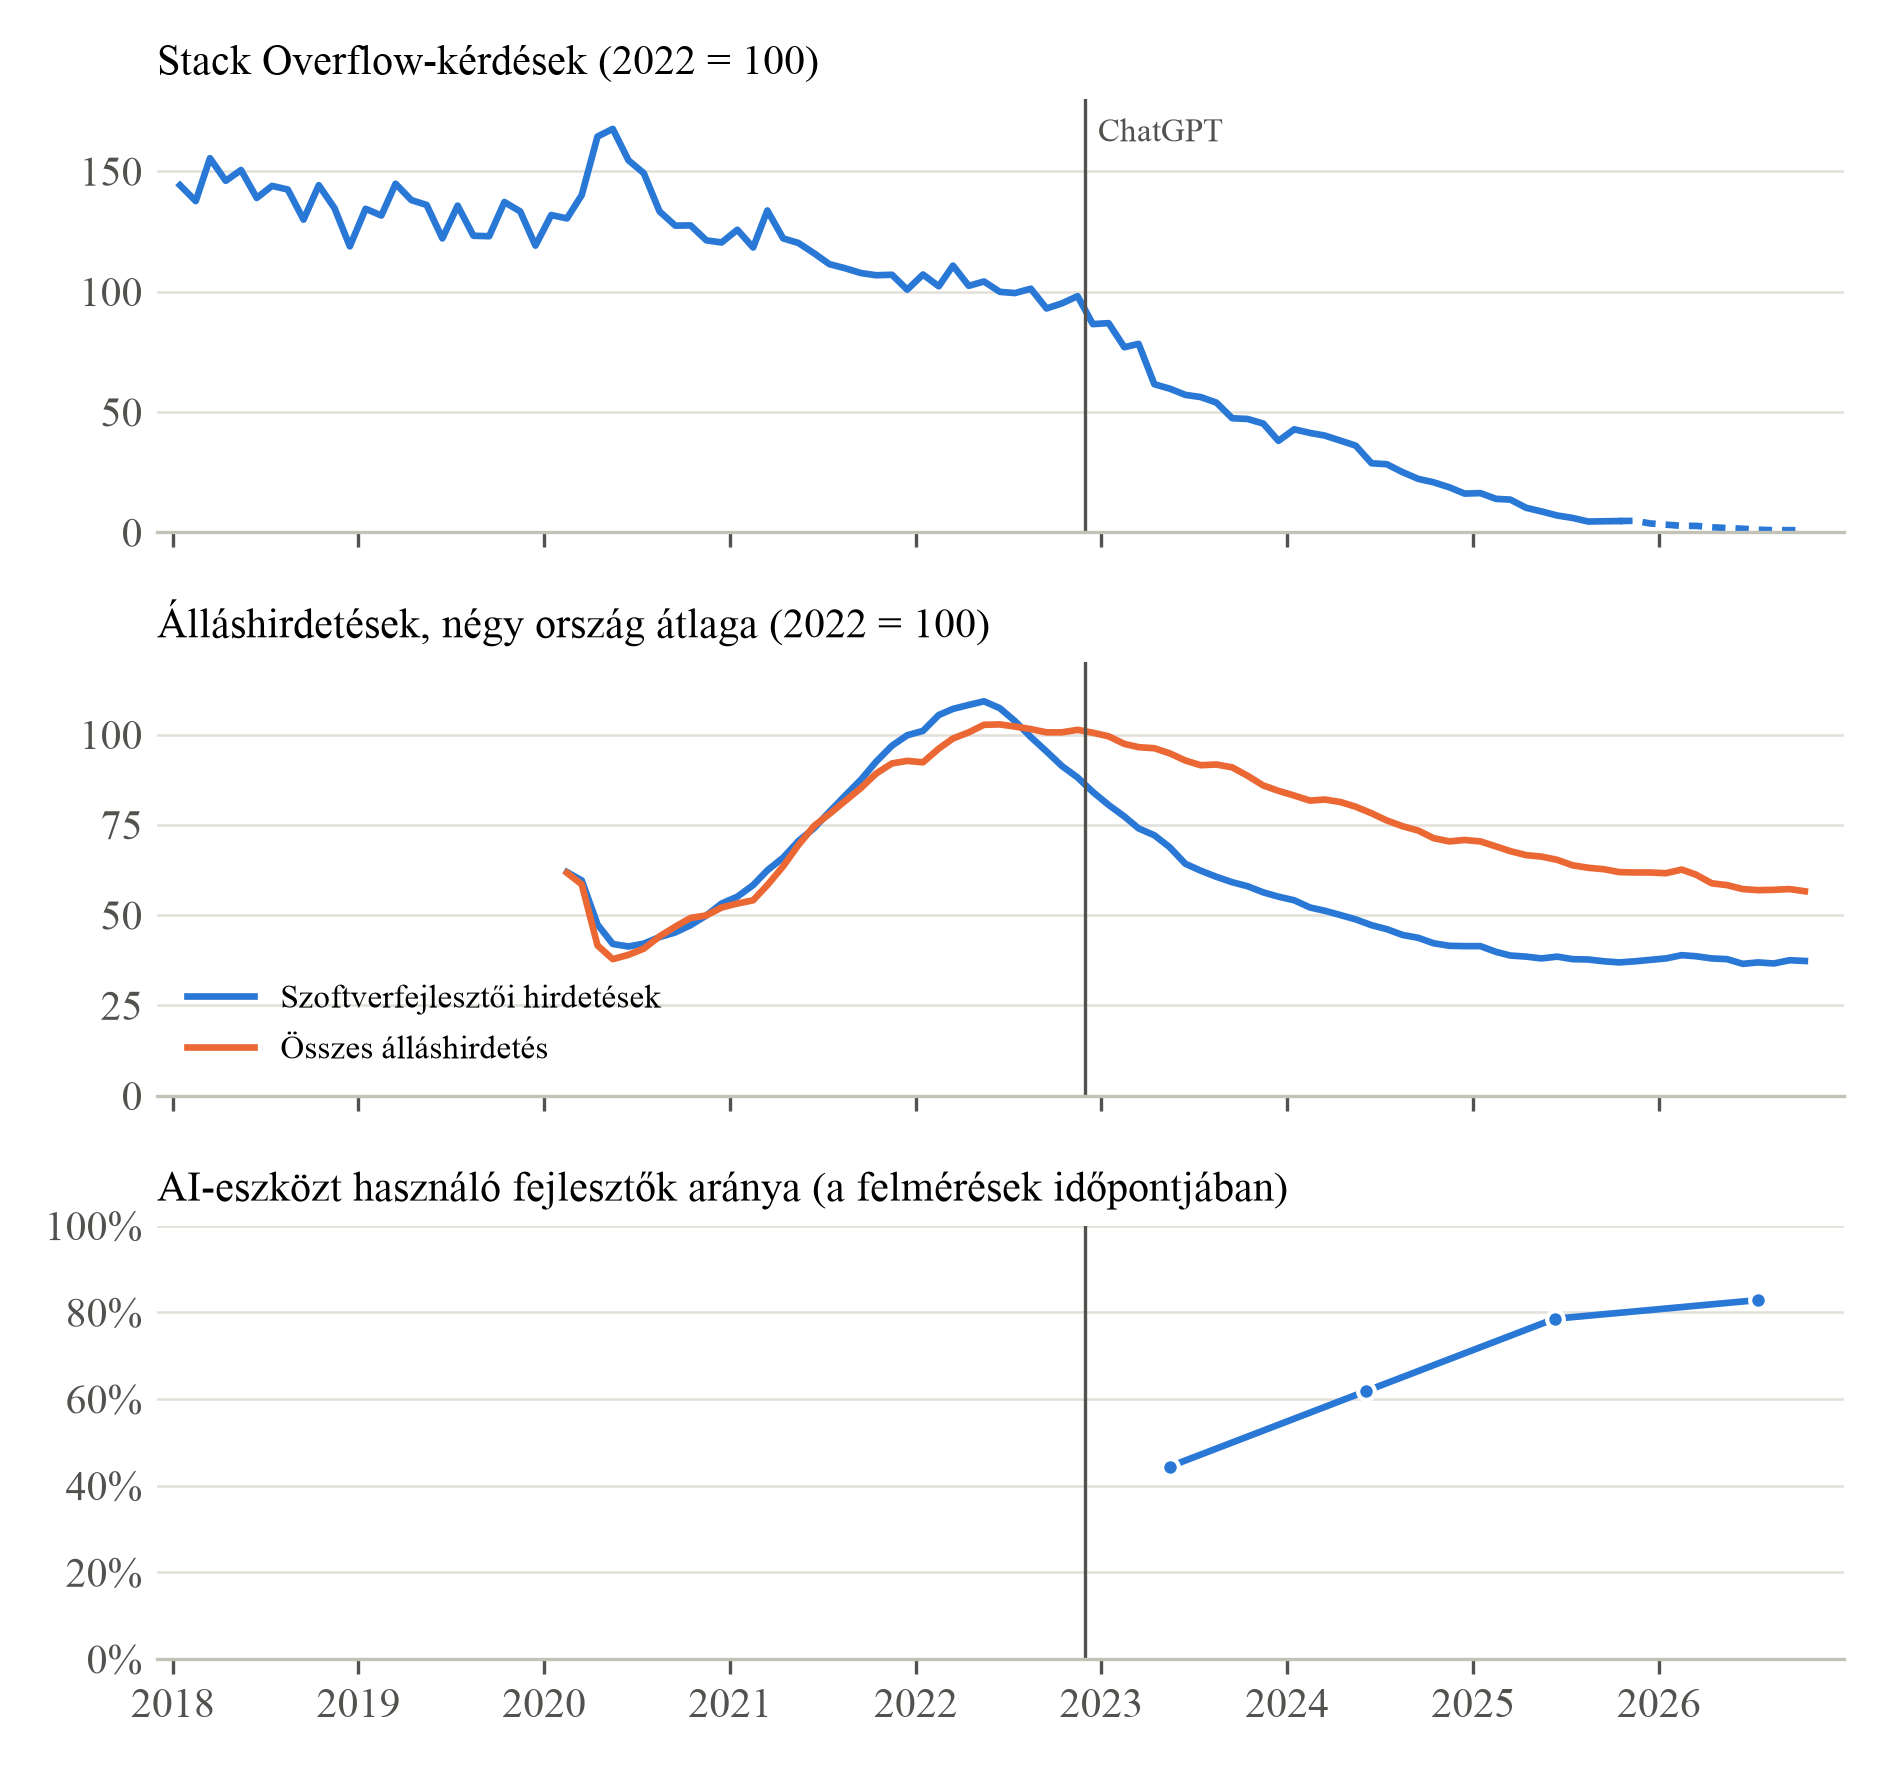 Stack Overflow-kérdések (2022 = 100)
ChatGPT
150
100
50
0
Álláshirdetések, négy ország átlaga (2022 = 100)
100
75
50
25
0
Szoftverfejlesztői hirdetések
Összes álláshirdetés
AI-eszközt használó fejlesztők aránya (a felmérések időpontjában)
100%
80%
60%
40%
20%
0%
2018 2019 2020 2021 2022 2023 2024 2025 2026